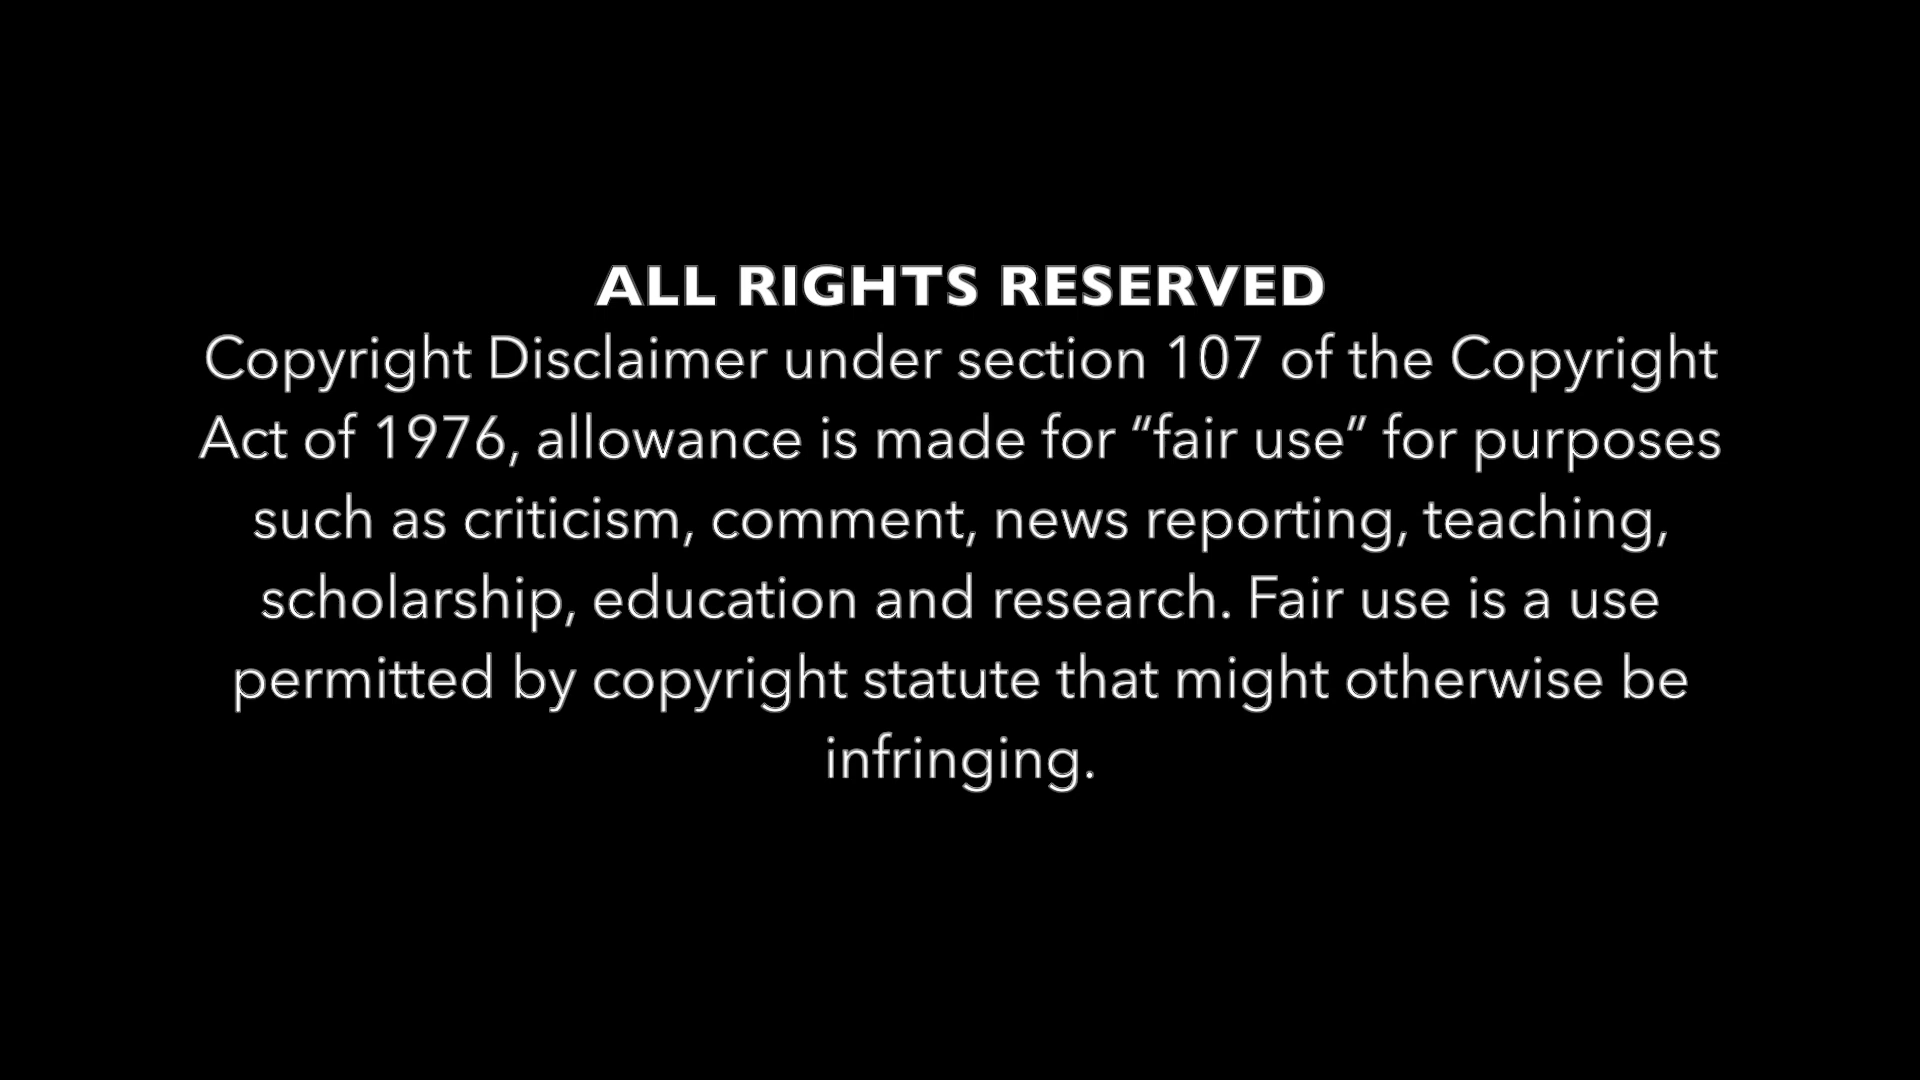 ALL RIGHTS RESERVED
Copyright Disclaimer under section 107 of the Copyright
Act of 1976, allowance is made for “fair use” for purposes
such as criticism, comment, news reporting, teaching,
scholarship, education and research. Fair use is a use
permitted by copyright statute that might otherwise be
infringing.